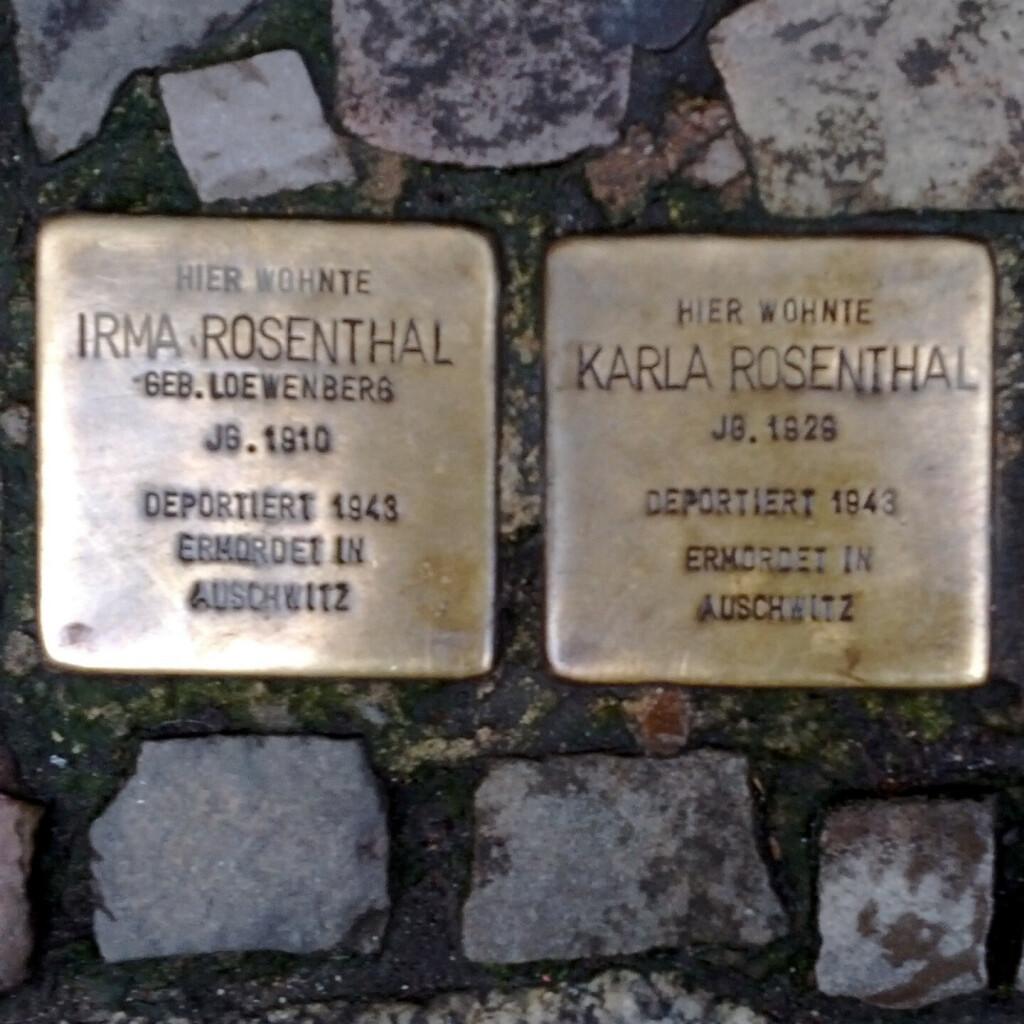 HIER WOHNTE
IRMA ROSENTHAL
GEB. LOEWENBERG
JG. 1910
DEPORTIERT 1943
ERMORDET IN
AUSCHWITZ
HIER WOHNTE
KARLA ROSENTHAL
JG. 1929
DEPORTIERT 1943
ERMORDET IN
AUSCHWITZ